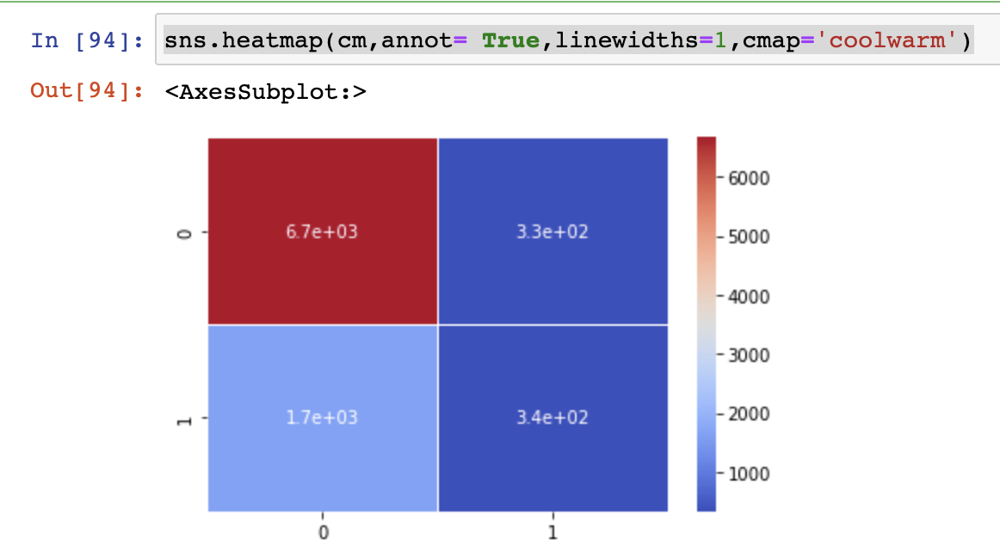 In [94]: sns.heatmap(cm,annot= True,linewidths=1,cmap='coolwarm')
Out[94]: <AxesSubplot:>
6000
0 6.7e+03 3.3e+02
5000
4000
3000
1 1.7e+03 3.4e+02
2000
1000
0 1